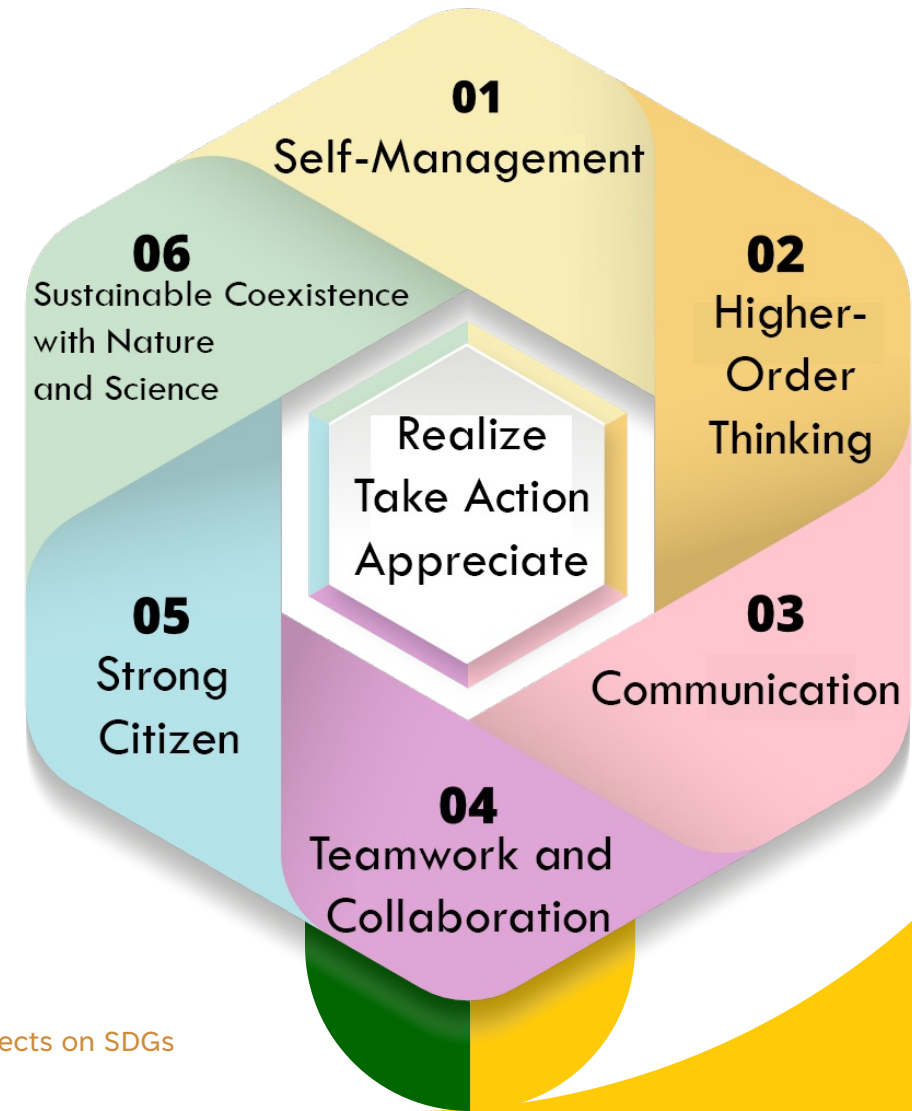 01
Self-Management
02
Higher-
Order
Thinking
03
Communication
04
Teamwork and
Collaboration
05
Strong
Citizen
06
Sustainable Coexistence
with Nature
and Science
Realize
Take Action
Appreciate
on SDGs